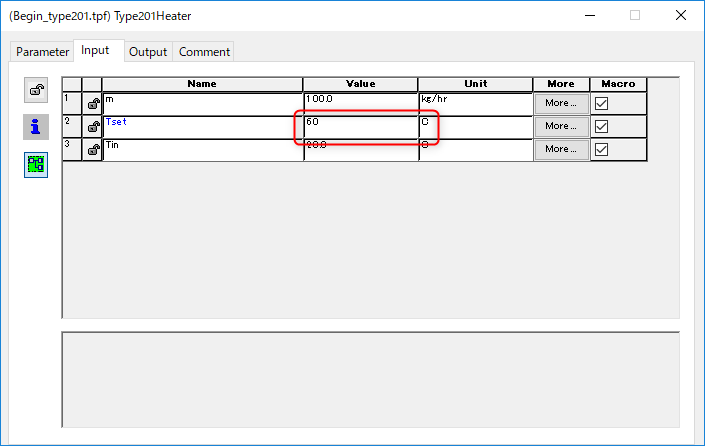 (Begin_type201.tpf) Type201Heater
Parameter Input Output Comment
Name Value Unit More Macro
1 m 100.0 kg/hr More...
2 Tset 60 C More...
3 Tin 20.0 C More...